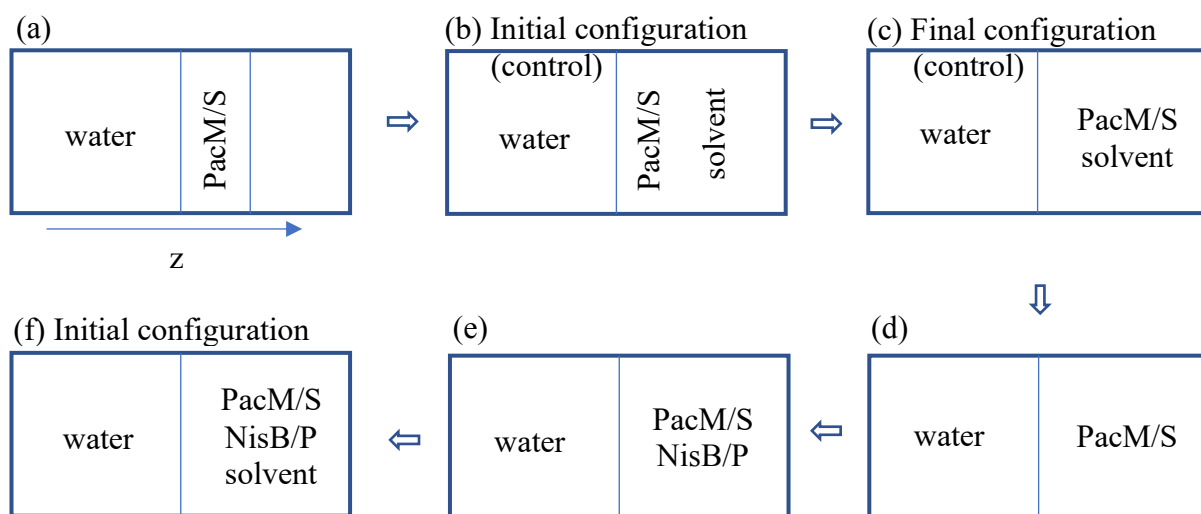 (a)
water
PacM/S
z
(b) Initial configuration
(control)
water
PacM/S
solvent
(c) Final configuration
(control)
water
PacM/S
solvent
(f) Initial configuration
water
PacM/S
NisB/P
solvent
(e)
water
PacM/S
NisB/P
(d)
water
PacM/S